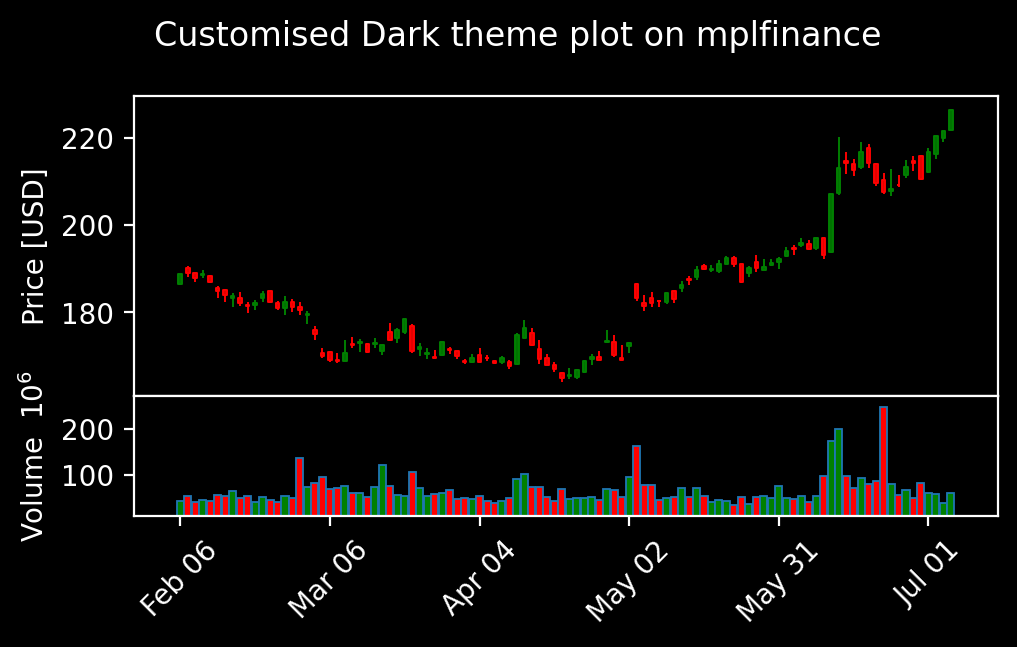 Customised Dark theme plot on mplfinance
Price [USD]
220
200
180
Volume 10⁶
200
100
Feb 06
Mar 06
Apr 04
May 02
May 31
Jul 01